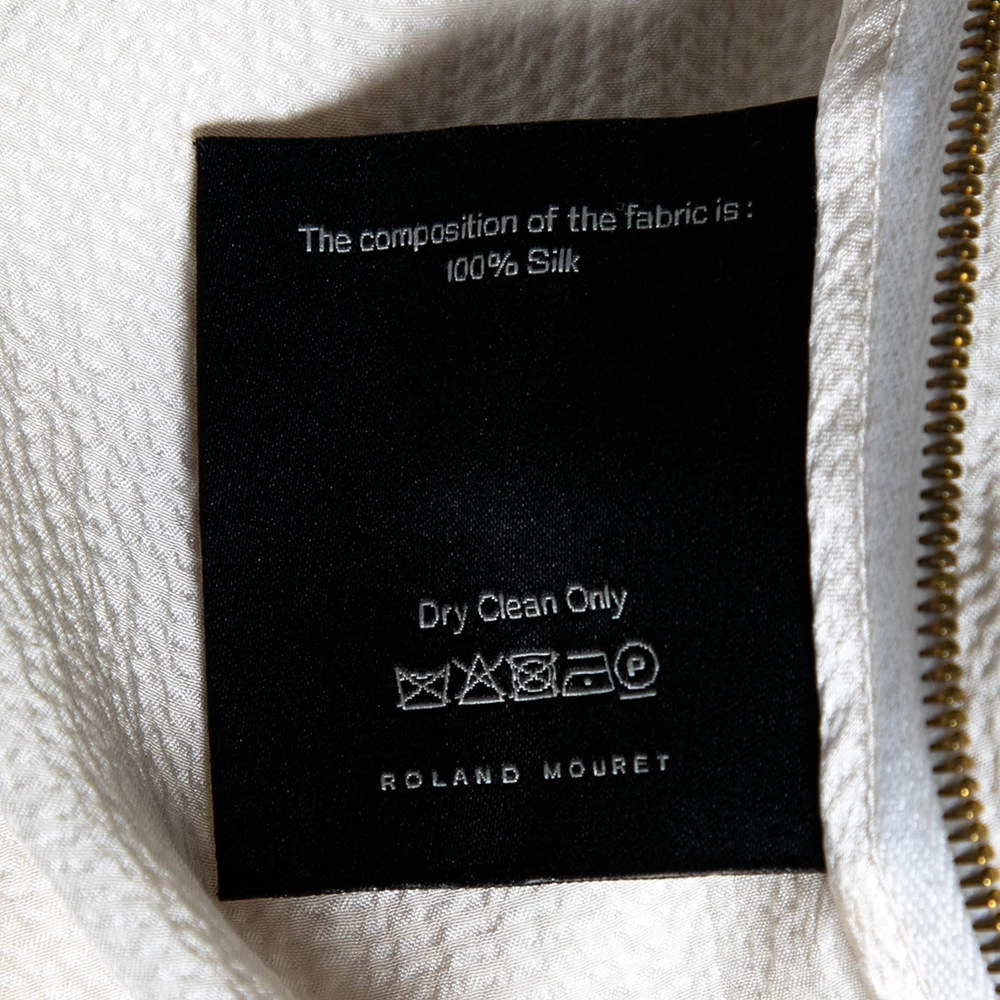 The composition of the fabric is :
100% Silk
Dry Clean Only
P
ROLAND MOURET